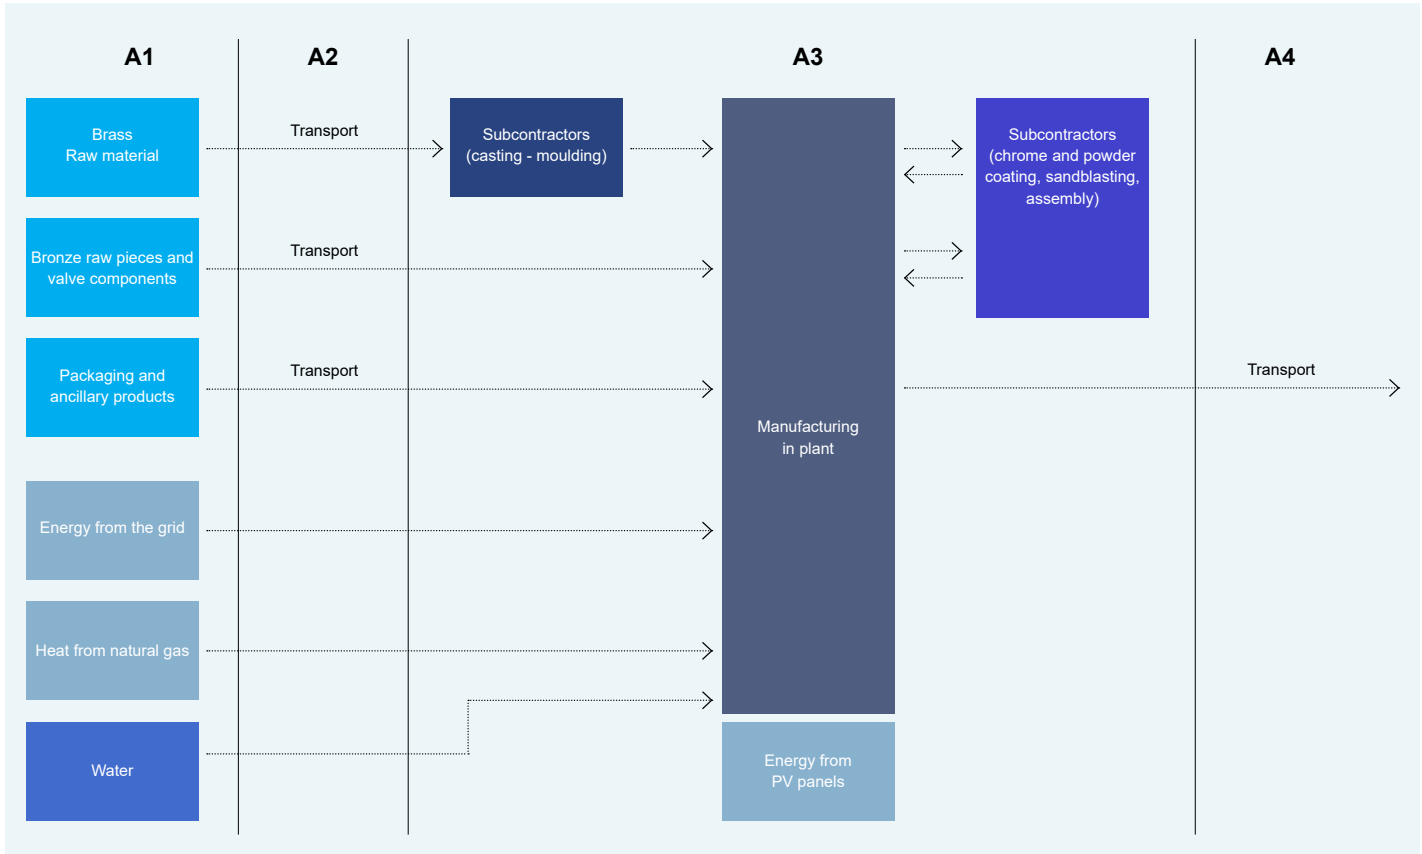 A1
A2
A3
A4
Brass
Raw material
Transport
Subcontractors
(casting - moulding)
Subcontractors
(chrome and powder
coating, sandblasting,
assembly)
Bronze raw pieces and
valve components
Transport
Packaging and
ancillary products
Transport
Transport
Manufacturing
in plant
Energy from the grid
Heat from natural gas
Water
Energy from
PV panels